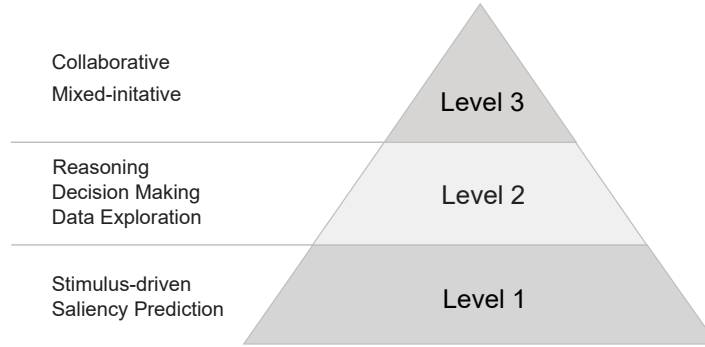 Collaborative
Mixed-initative
Level 3
Reasoning
Decision Making
Data Exploration
Level 2
Stimulus-driven
Saliency Prediction
Level 1